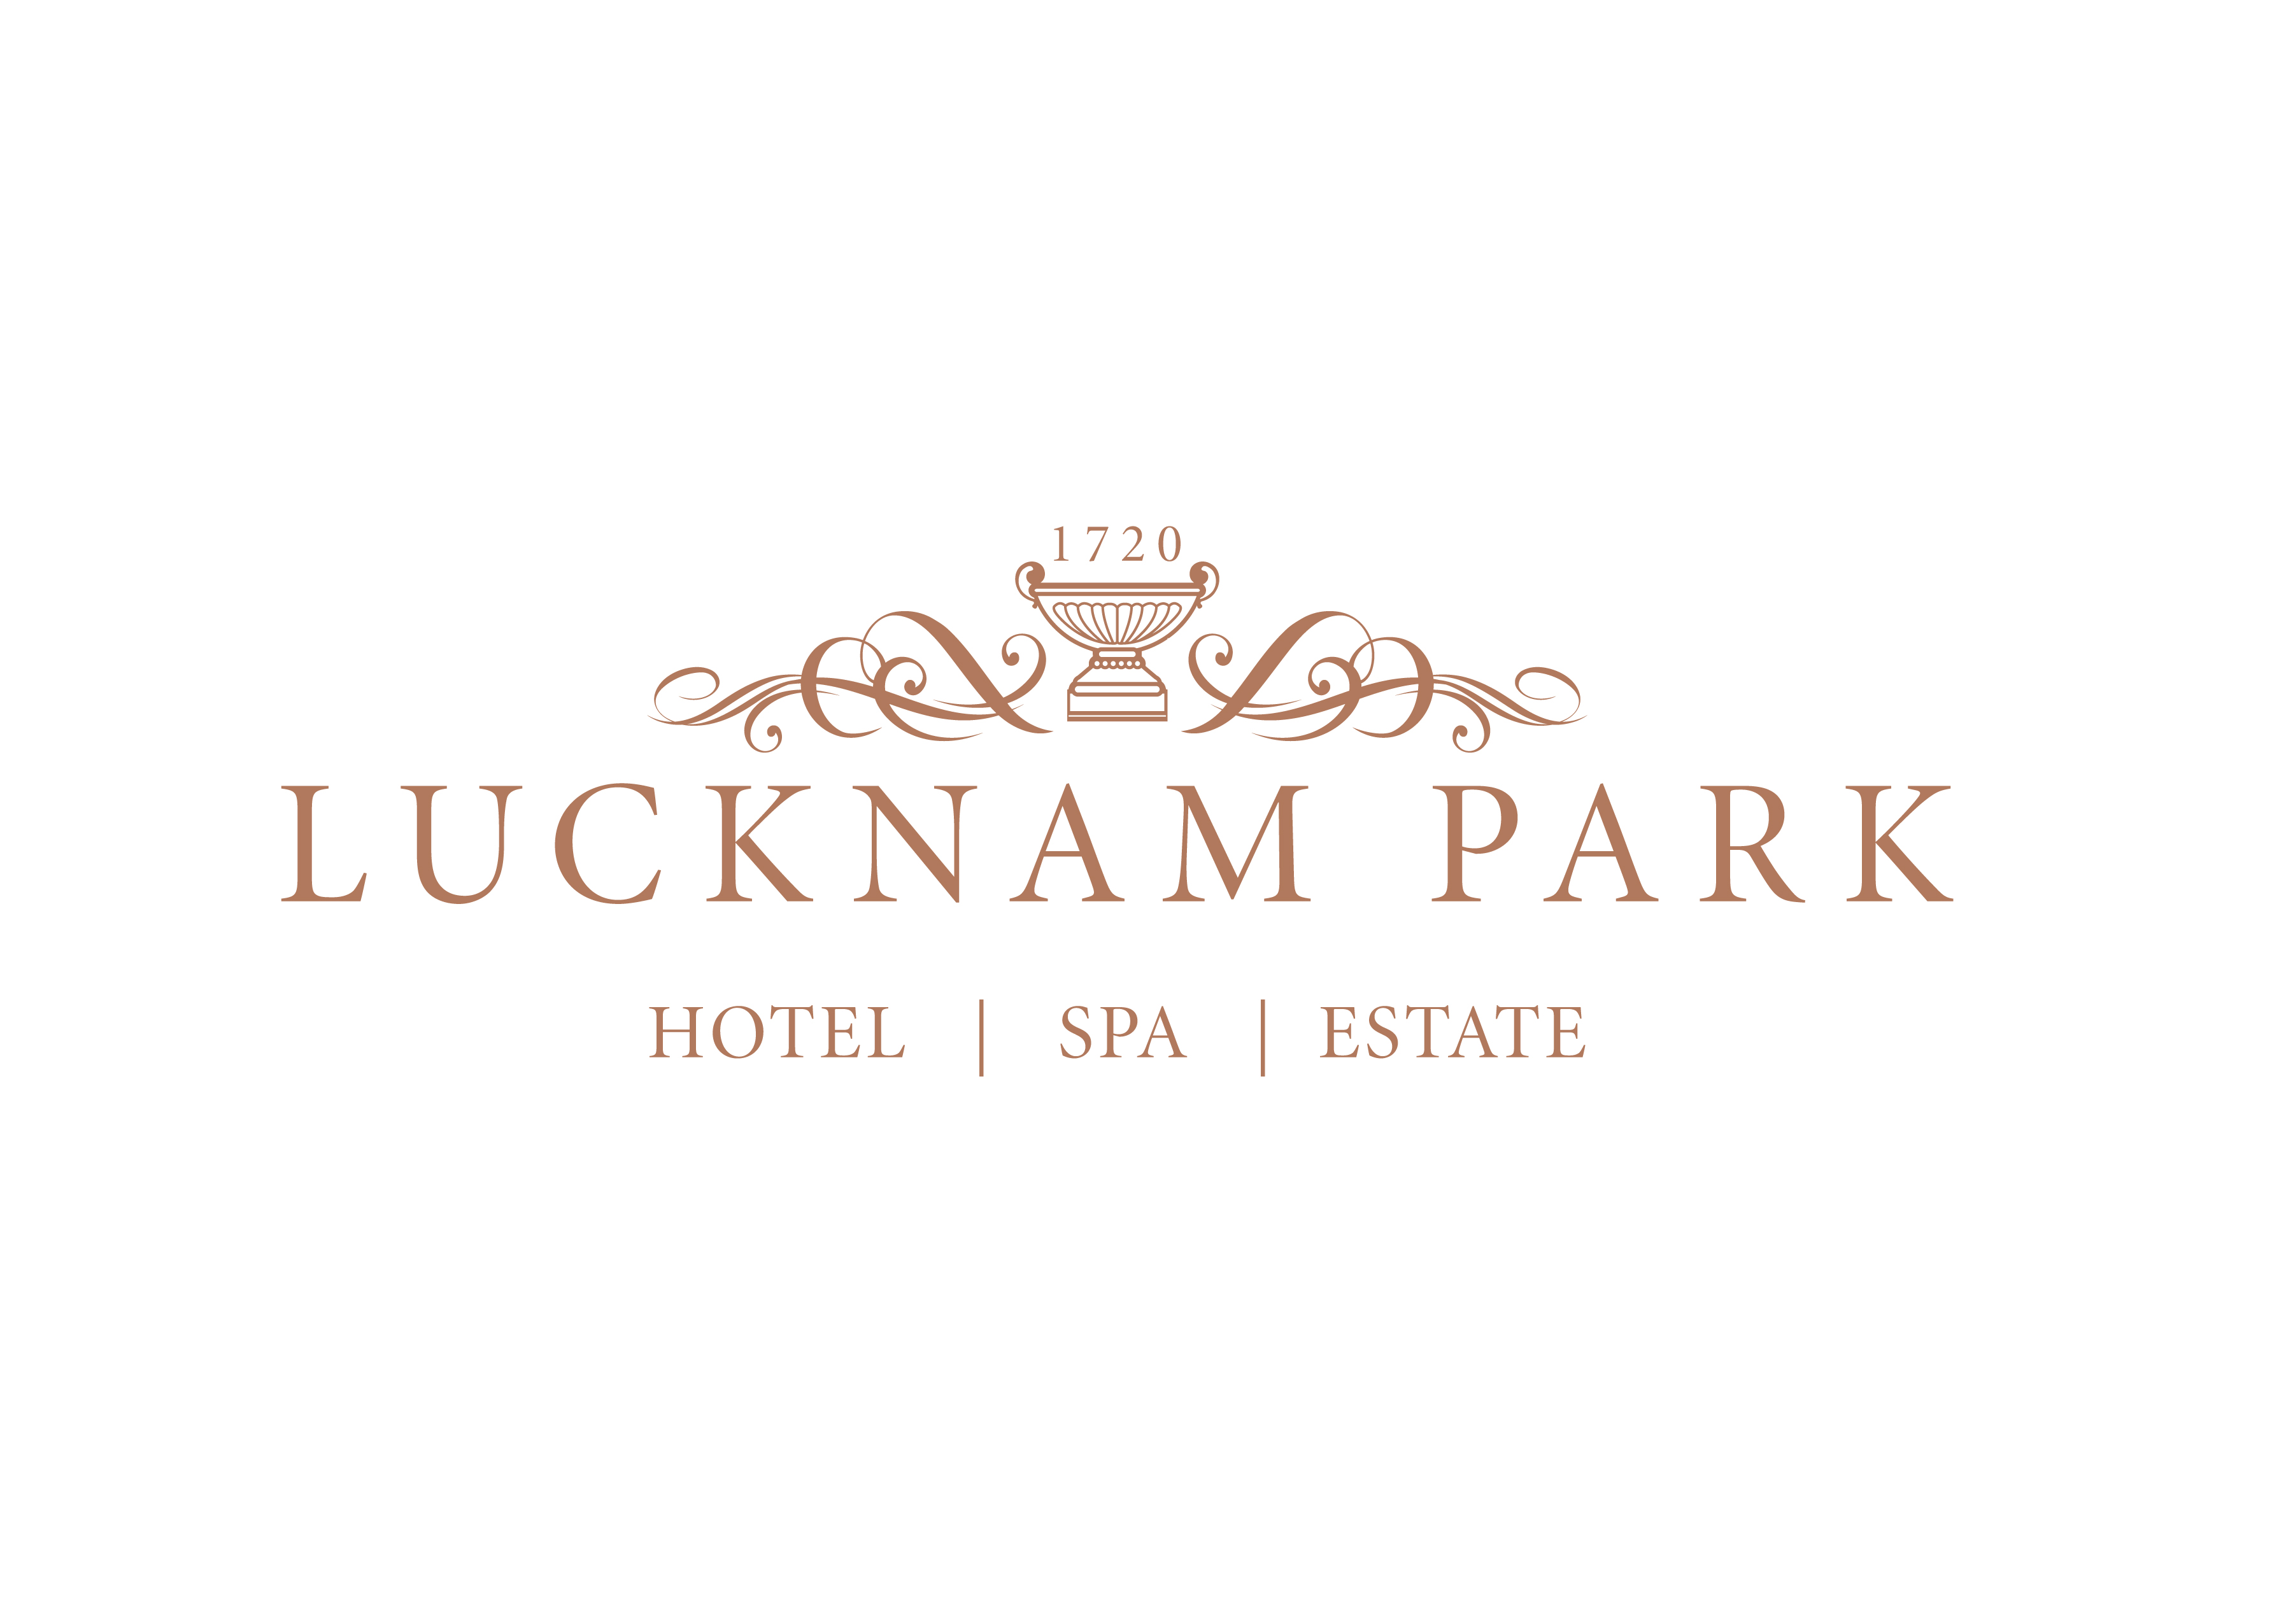 1720
LUCKNAM PARK
HOTEL | SPA | ESTATE